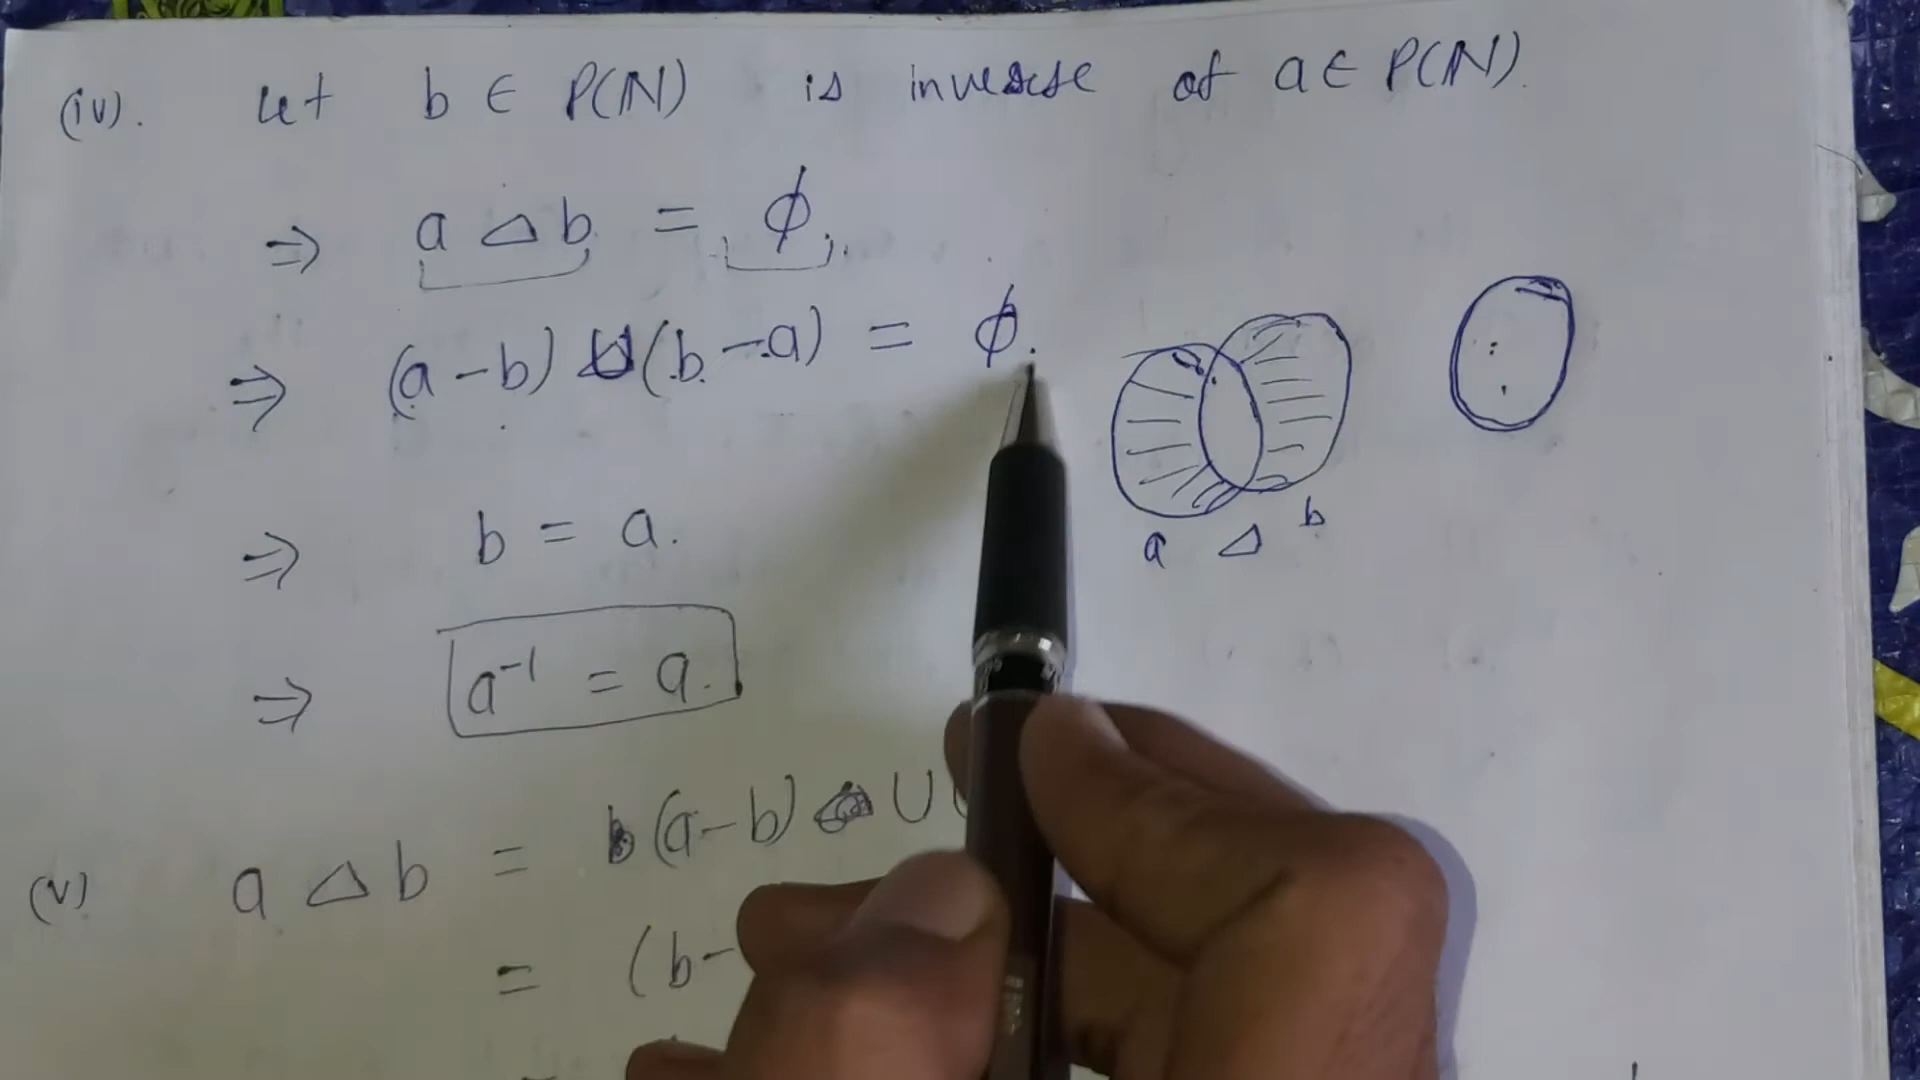 (iv). Let b ∈ P(ℕ) is inverse of a ∈ P(ℕ).
⇒ a △ b = ϕ.
⇒ (a - b) ∪ (b - a) = ϕ.
a △ b
⇒ b = a.
⇒ a⁻¹ = a.
(v) a △ b = (a - b) ∪ (
= (b -